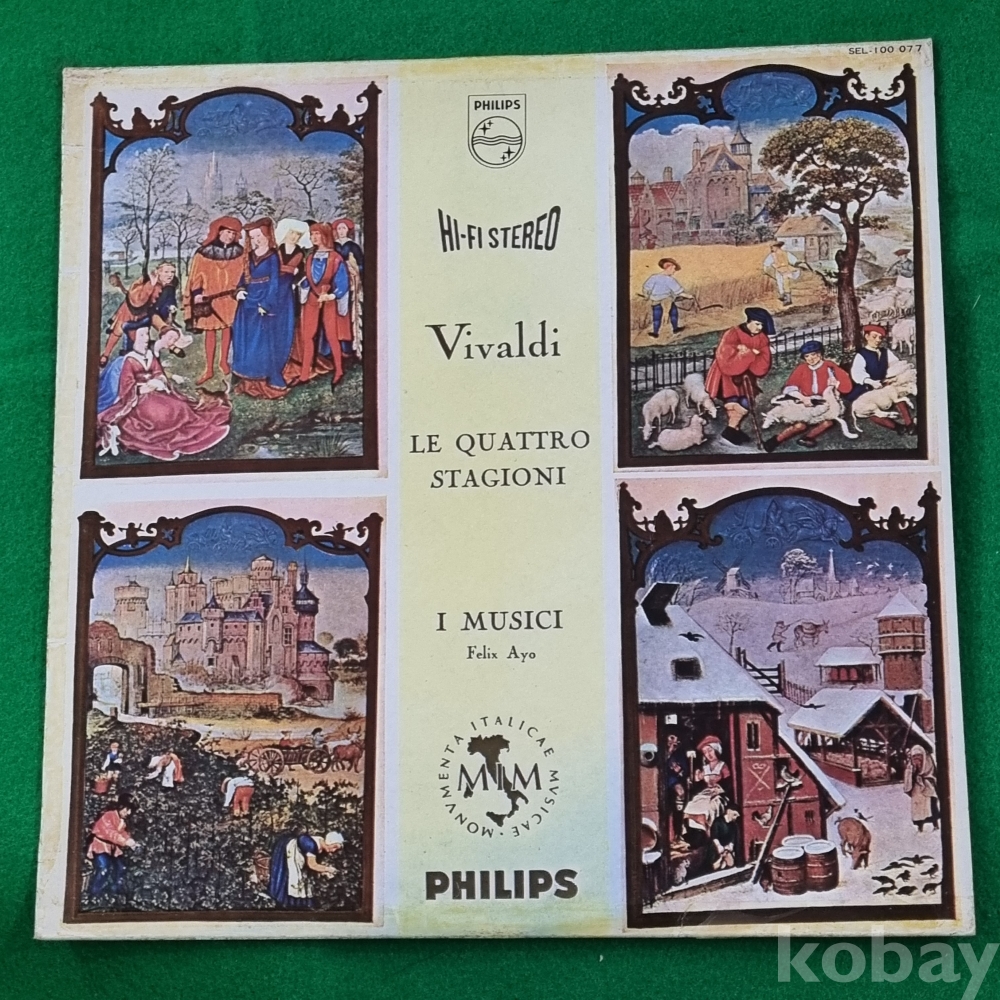 SEL-100 077
PHILIPS
HI-FI STEREO
Vivaldi
LE QUATTRO
STAGIONI
I MUSICI
Felix Ayo
MONVMENTA ITALICAE MVSICAE
MIM
PHILIPS
kobay